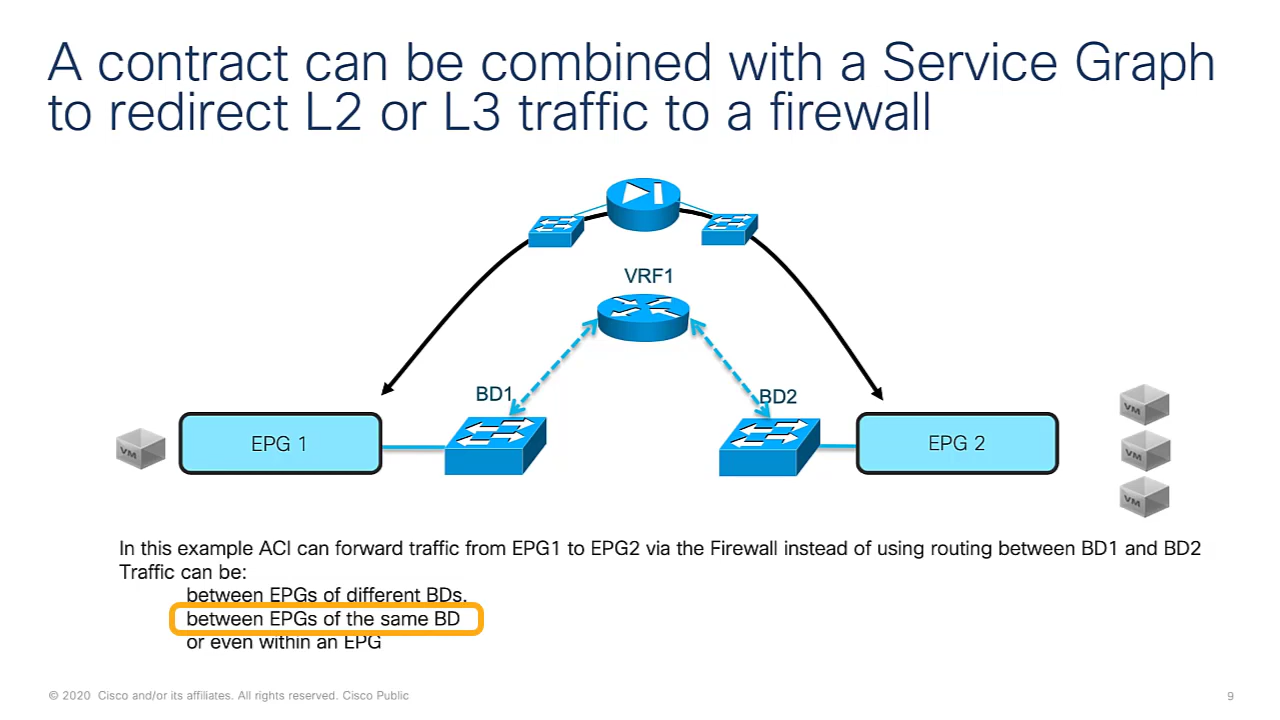 A contract can be combined with a Service Graph
to redirect L2 or L3 traffic to a firewall
VRF1
BD1
BD2
VM
EPG 1
EPG 2
VM
VM
VM
In this example ACI can forward traffic from EPG1 to EPG2 via the Firewall instead of using routing between BD1 and BD2
Traffic can be:
between EPGs of different BDs.
between EPGs of the same BD
or even within an EPG
© 2020 Cisco and/or its affiliates. All rights reserved. Cisco Public
9